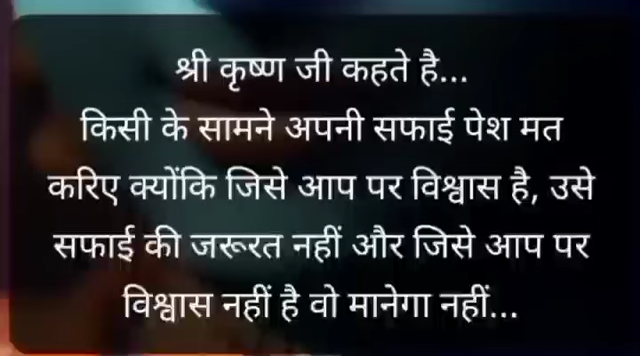 श्री कृष्ण जी कहते है...
किसी के सामने अपनी सफाई पेश मत
करिए क्योंकि जिसे आप पर विश्वास है, उसे
सफाई की जरूरत नहीं और जिसे आप पर
विश्वास नहीं है वो मानेगा नहीं...